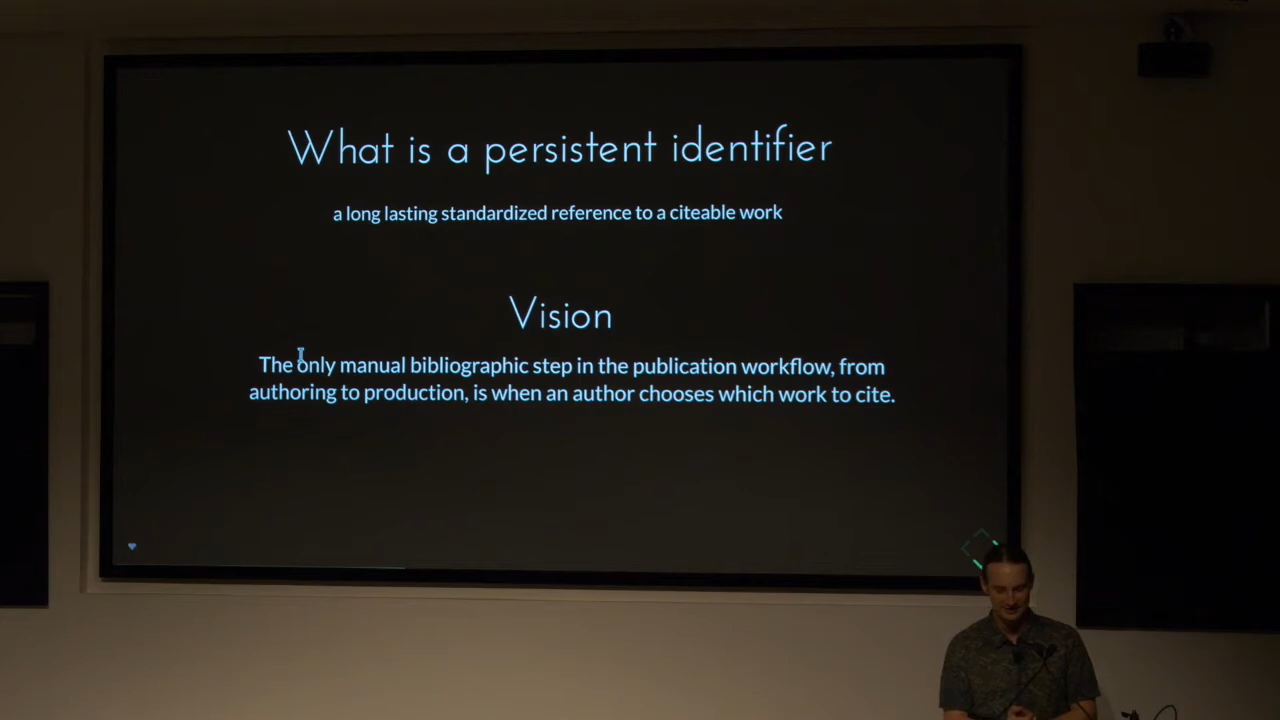 What is a persistent identifier
a long lasting standardized reference to a citeable work
Vision
The only manual bibliographic step in the publication workflow, from
authoring to production, is when an author chooses which work to cite.